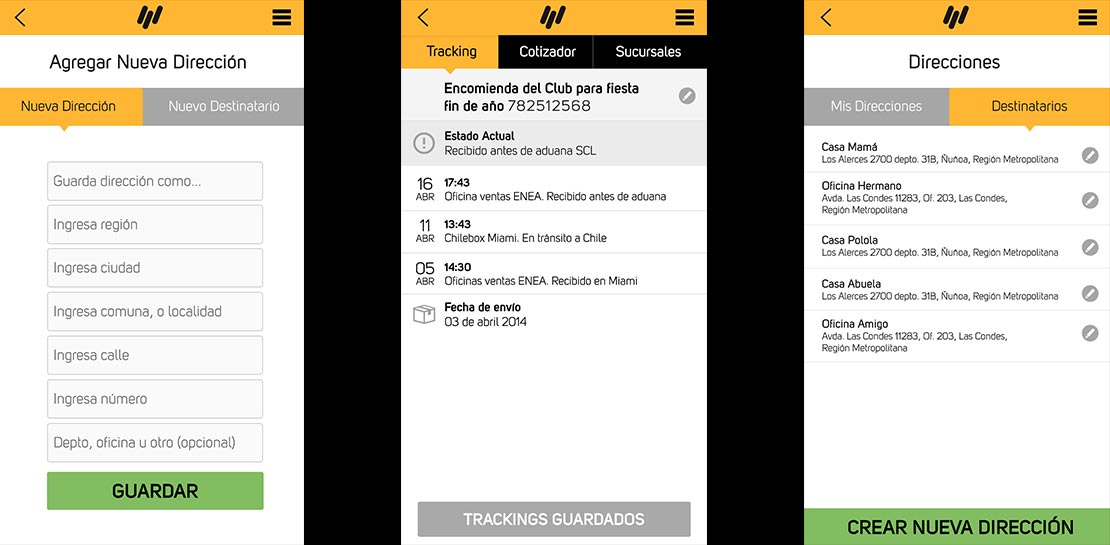 Agregar Nueva Dirección
Nueva Dirección
Nuevo Destinatario
Guarda dirección como...
Ingresa región
Ingresa ciudad
Ingresa comuna, o localidad
Ingresa calle
Ingresa número
Depto, oficina u otro (opcional)
GUARDAR
Tracking
Cotizador
Sucursales
Encomienda del Club para fiesta
fin de año 782512568
Estado Actual
Recibido antes de aduana SCL
16
ABR
17:43
Oficina ventas ENEA. Recibido antes de aduana
11
ABR
13:43
Chilebox Miami. En tránsito a Chile
05
ABR
14:30
Oficinas ventas ENEA. Recibido en Miami
Fecha de envío
03 de abril 2014
TRACKINGS GUARDADOS
Direcciones
Mis Direcciones
Destinatarios
Casa Mamá
Los Alerces 2700 depto. 31B, Ñuñoa, Región Metropolitana
Oficina Hermano
Avda. Las Condes 11283, Of. 203, Las Condes,
Región Metropolitana
Casa Polola
Los Alerces 2700 depto. 31B, Ñuñoa, Región Metropolitana
Casa Abuela
Los Alerces 2700 depto. 31B, Ñuñoa, Región Metropolitana
Oficina Amigo
Avda. Las Condes 11283, Of. 203, Las Condes,
Región Metropolitana
CREAR NUEVA DIRECCIÓN